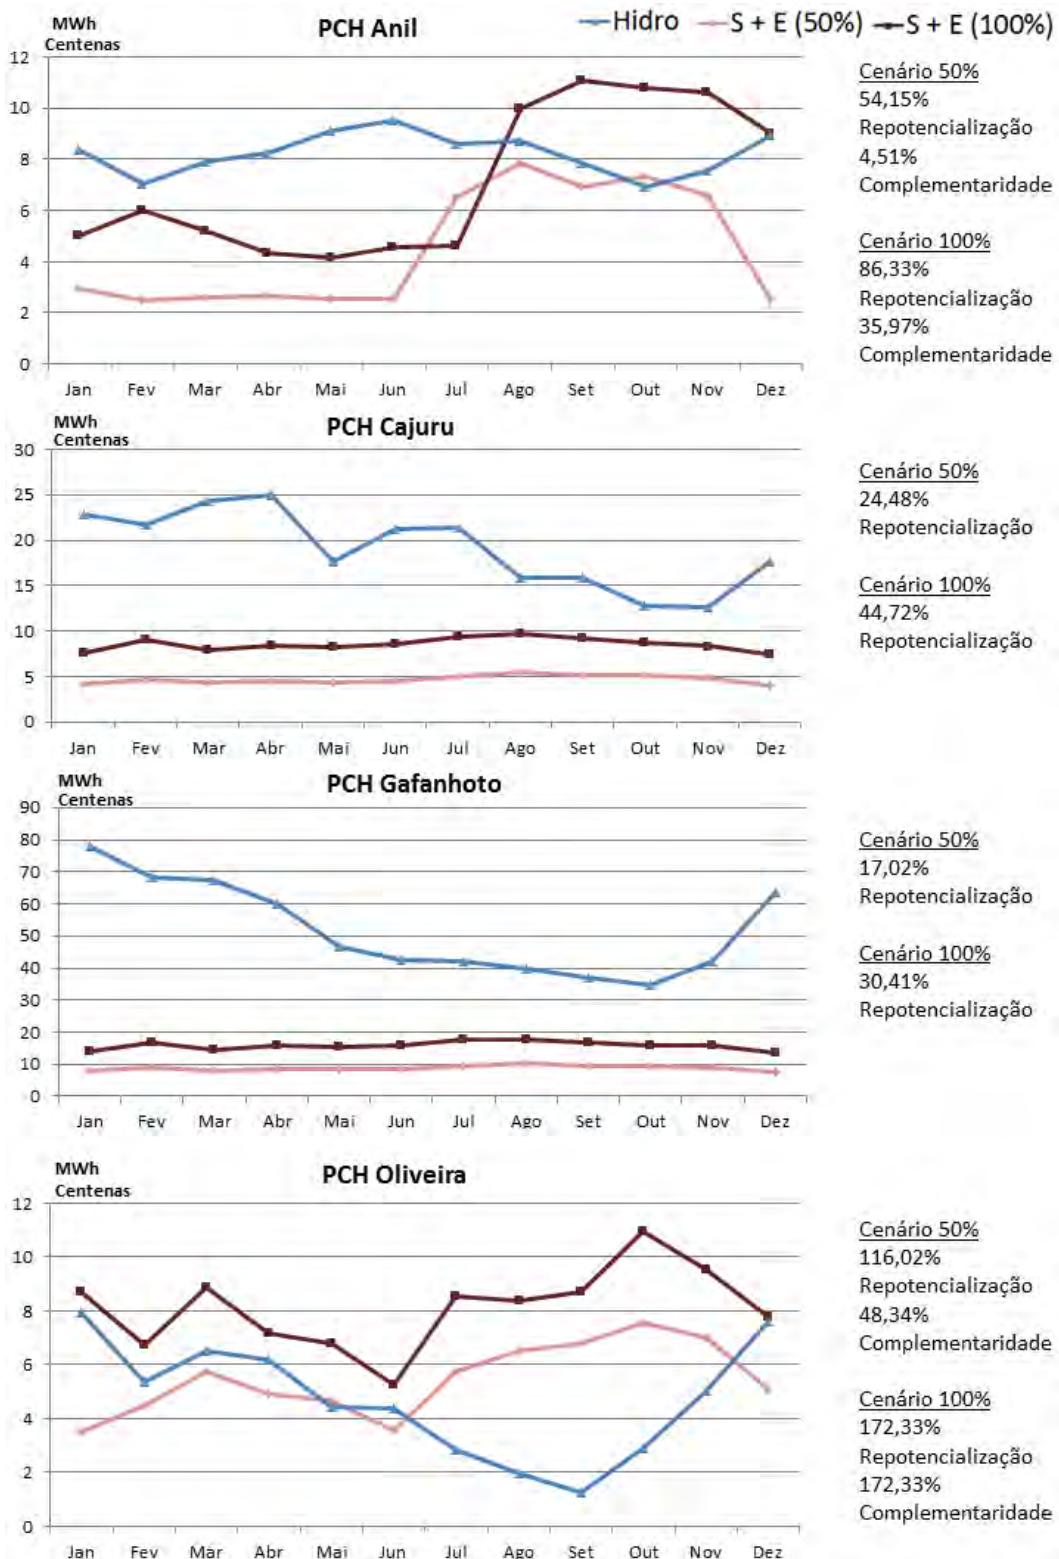 MWh
Centenas
PCH Anil
Hidro S + E (50%) S + E (100%)
12
10
8
6
4
2
0
Jan Fev Mar Abr Mai Jun Jul Ago Set Out Nov Dez
Cenário 50%
54,15%
Repotencialização
4,51%
Complementaridade
Cenário 100%
86,33%
Repotencialização
35,97%
Complementaridade
MWh
Centenas
PCH Cajuru
30
25
20
15
10
5
0
Jan Fev Mar Abr Mai Jun Jul Ago Set Out Nov Dez
Cenário 50%
24,48%
Repotencialização
Cenário 100%
44,72%
Repotencialização
MWh
Centenas
PCH Gafanhoto
90
80
70
60
50
40
30
20
10
0
Jan Fev Mar Abr Mai Jun Jul Ago Set Out Nov Dez
Cenário 50%
17,02%
Repotencialização
Cenário 100%
30,41%
Repotencialização
MWh
Centenas
PCH Oliveira
12
10
8
6
4
2
0
Jan Fev Mar Abr Mai Jun Jul Ago Set Out Nov Dez
Cenário 50%
116,02%
Repotencialização
48,34%
Complementaridade
Cenário 100%
172,33%
Repotencialização
172,33%
Complementaridade